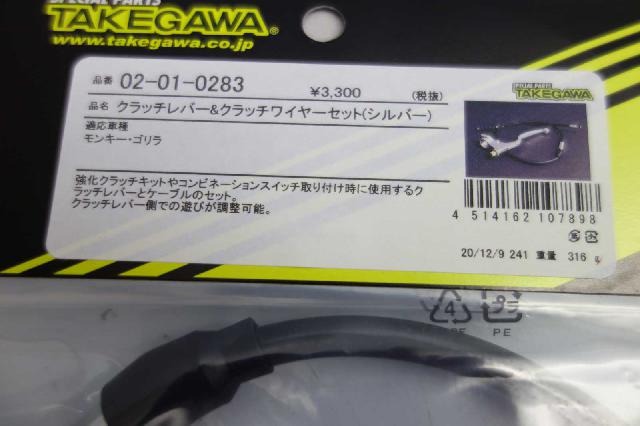 SPECIAL PARTS
TAKEGAWA®
www.takegawa.co.jp
品番 02-01-0283 ¥3,300 (税抜)
SPECIAL PARTS
TAKEGAWA
品名 クラッチレバー&クラッチワイヤーセット(シルバー)
適応車種
モンキー・ゴリラ
強化クラッチキットやコンビネーションスイッチ取り付け時に使用するク
ラッチレバーとケーブルのセット。
クラッチレバー側での遊びが調整可能。
4 514162 107898
20/12/9 241 重量 316 g
4 プラ
PE